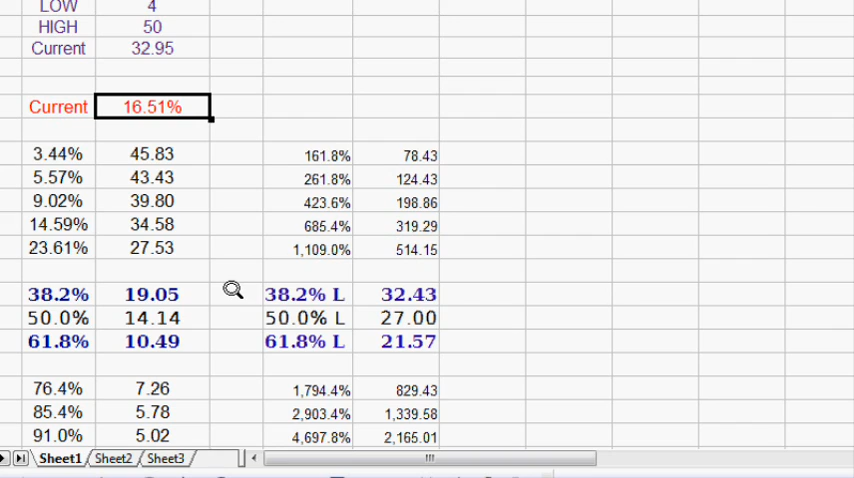 LOW 4
HIGH 50
Current 32.95
Current 16.51%
3.44% 45.83 161.8% 78.43
5.57% 43.43 261.8% 124.43
9.02% 39.80 423.6% 198.86
14.59% 34.58 685.4% 319.29
23.61% 27.53 1,109.0% 514.15
38.2% 19.05 38.2% L 32.43
50.0% 14.14 50.0% L 27.00
61.8% 10.49 61.8% L 21.57
76.4% 7.26 1,794.4% 829.43
85.4% 5.78 2,903.4% 1,339.58
91.0% 5.02 4,697.8% 2,165.01
Sheet1 Sheet2 Sheet3